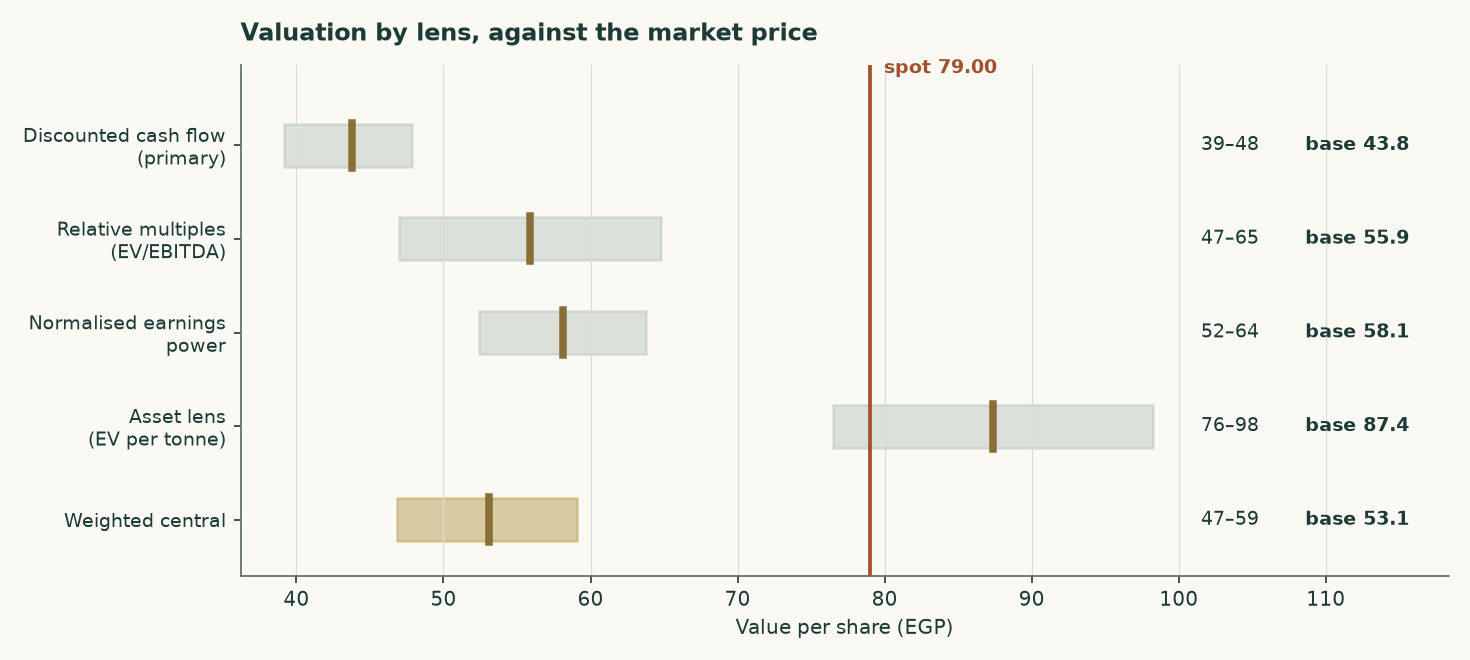 Valuation by lens, against the market price
spot 79.00
Discounted cash flow
(primary)
39–48 base 43.8
Relative multiples
(EV/EBITDA)
47–65 base 55.9
Normalised earnings
power
52–64 base 58.1
Asset lens
(EV per tonne)
76–98 base 87.4
Weighted central
47–59 base 53.1
40 50 60 70 80 90 100 110
Value per share (EGP)